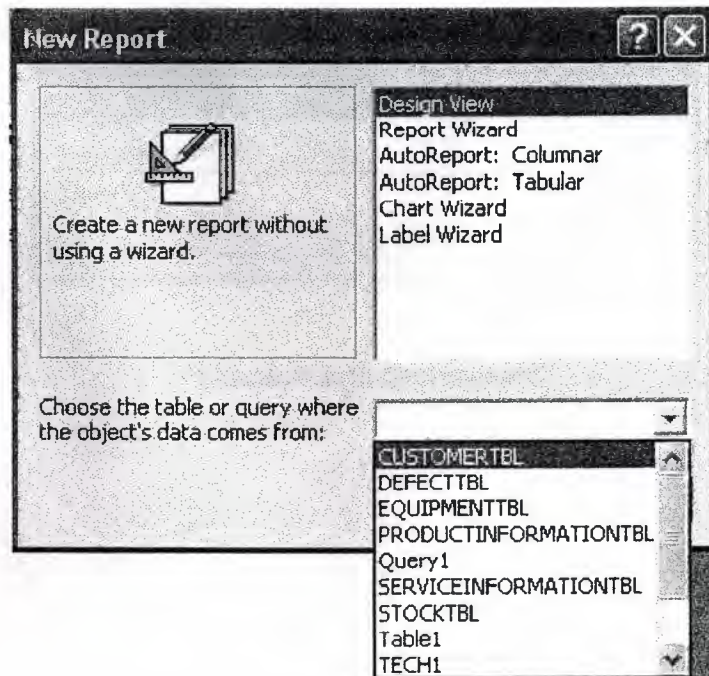 New Report
Create a new report without
using a wizard.
Design View
Report Wizard
AutoReport: Columnar
AutoReport: Tabular
Chart Wizard
Label Wizard
Choose the table or query where
the object's data comes from:
CUSTOMERTBL
DEFECTTBL
EQUIPMENTTBL
PRODUCTINFORMATIONTBL
Query1
SERVICEINFORMATIONTBL
STOCKTBL
Table1
TECH1